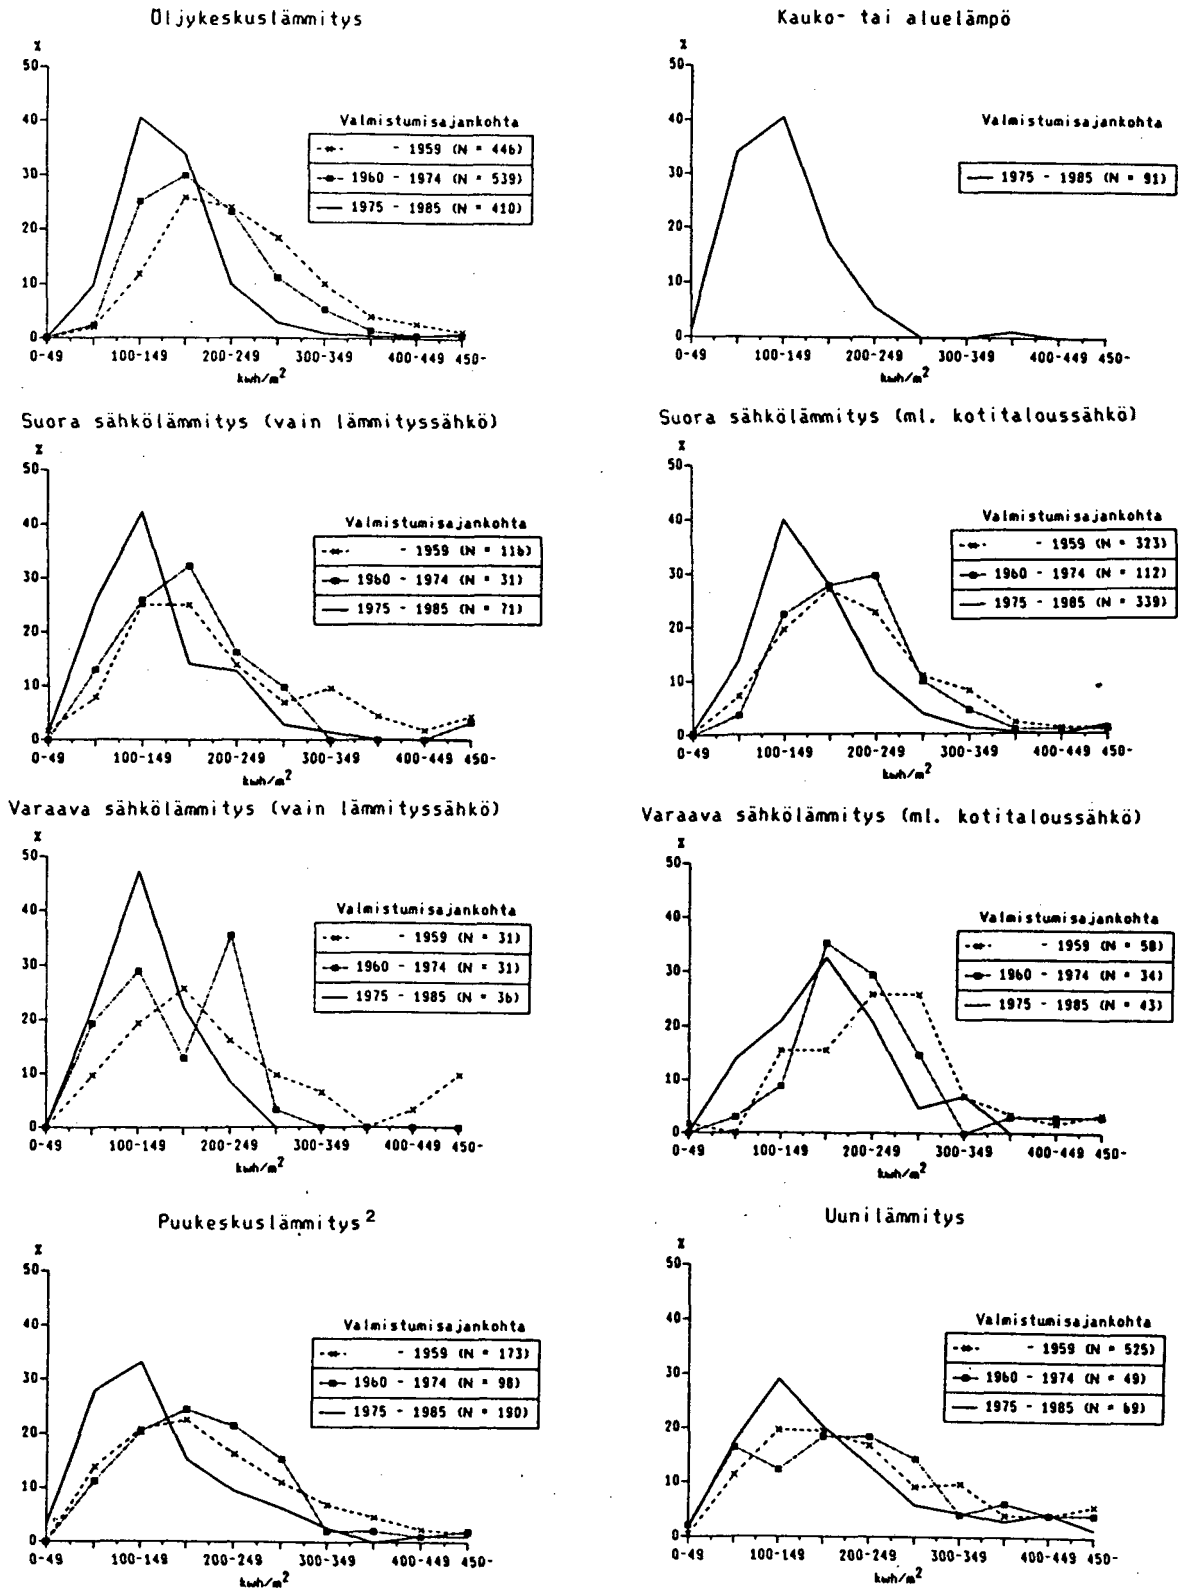 Öljykeskuslämmitys
%
50
40
30
20
10
0
Valmistumisajankohta
- 1959 (N = 446)
1960 - 1974 (N = 539)
1975 - 1985 (N = 410)
0-49 100-149 200-249 300-349 400-449 450-
kwh/m²
Kauko- tai aluelämpö
%
50
40
30
20
10
0
Valmistumisajankohta
1975 - 1985 (N = 91)
0-49 100-149 200-249 300-349 400-449 450-
kwh/m²
Suora sähkölämmitys (vain lämmityssähkö)
%
50
40
30
20
10
0
Valmistumisajankohta
- 1959 (N = 116)
1960 - 1974 (N = 31)
1975 - 1985 (N = 71)
0-49 100-149 200-249 300-349 400-449 450-
kwh/m²
Suora sähkölämmitys (ml. kotitaloussähkö)
%
50
40
30
20
10
0
Valmistumisajankohta
- 1959 (N = 323)
1960 - 1974 (N = 112)
1975 - 1985 (N = 339)
0-49 100-149 200-249 300-349 400-449 450-
kwh/m²
Varaava sähkölämmitys (vain lämmityssähkö)
%
50
40
30
20
10
0
Valmistumisajankohta
- 1959 (N = 31)
1960 - 1974 (N = 31)
1975 - 1985 (N = 36)
0-49 100-149 200-249 300-349 400-449 450-
kwh/m²
Varaava sähkölämmitys (ml. kotitaloussähkö)
%
50
40
30
20
10
0
Valmistumisajankohta
- 1959 (N = 58)
1960 - 1974 (N = 34)
1975 - 1985 (N = 43)
0-49 100-149 200-249 300-349 400-449 450-
kwh/m²
Puukeskuslämmitys²
%
50
40
30
20
10
0
Valmistumisajankohta
- 1959 (N = 173)
1960 - 1974 (N = 98)
1975 - 1985 (N = 190)
0-49 100-149 200-249 300-349 400-449 450-
kwh/m²
Uunilämmitys
%
50
40
30
20
10
0
Valmistumisajankohta
- 1959 (N = 525)
1960 - 1974 (N = 49)
1975 - 1985 (N = 69)
0-49 100-149 200-249 300-349 400-449 450-
kwh/m²